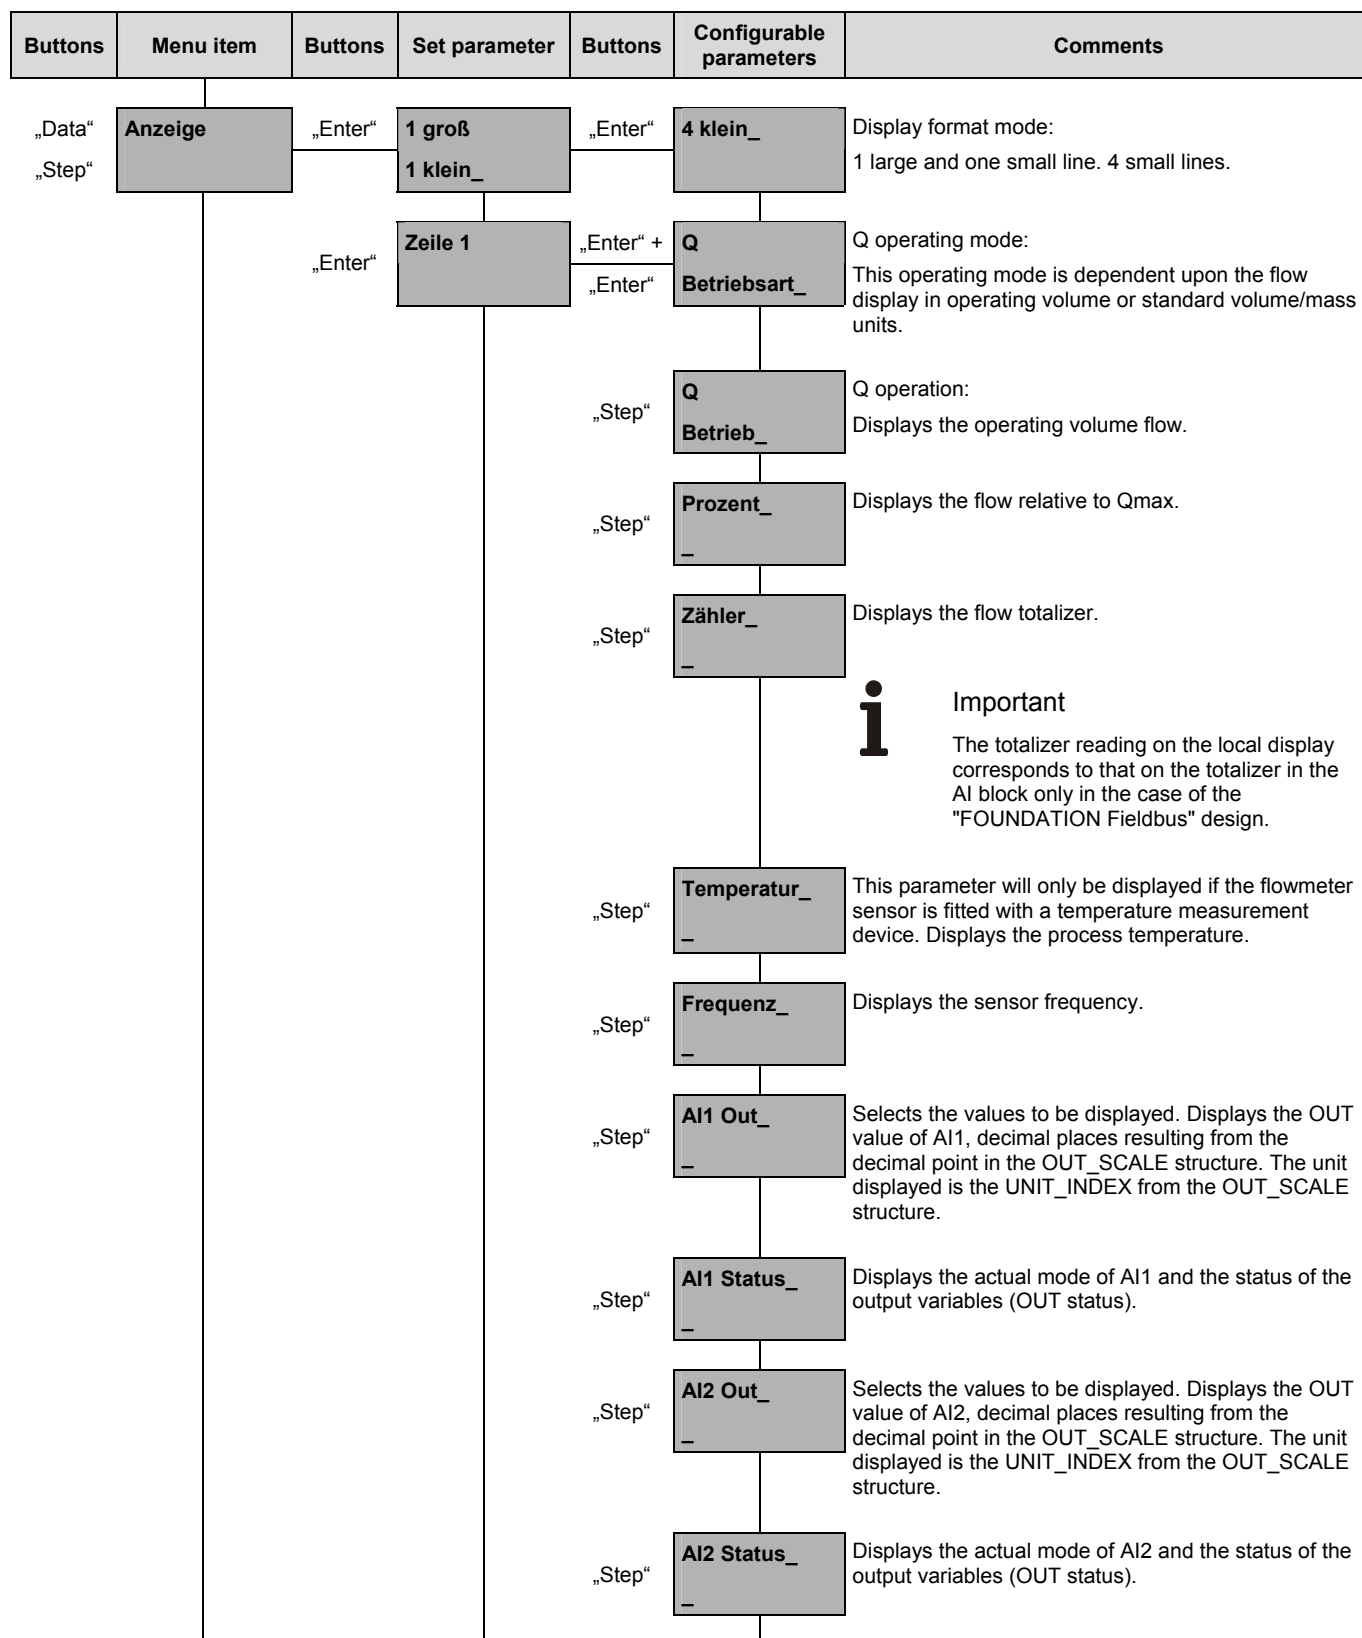 Buttons
Menu item
Buttons
Set parameter
Buttons
Configurable
parameters
Comments
„Data“
„Step“
Anzeige
„Enter“
1 groß
1 klein_
„Enter“
4 klein_
Display format mode:
1 large and one small line. 4 small lines.
„Enter“
Zeile 1
„Enter“ +
„Enter“
Q
Betriebsart_
Q operating mode:
This operating mode is dependent upon the flow
display in operating volume or standard volume/mass
units.
„Step“
Q
Betrieb_
Q operation:
Displays the operating volume flow.
„Step“
Prozent_
_
Displays the flow relative to Qmax.
„Step“
Zähler_
_
Displays the flow totalizer.
i
Important
The totalizer reading on the local display
corresponds to that on the totalizer in the
AI block only in the case of the
"FOUNDATION Fieldbus" design.
„Step“
Temperatur_
_
This parameter will only be displayed if the flowmeter
sensor is fitted with a temperature measurement
device. Displays the process temperature.
„Step“
Frequenz_
_
Displays the sensor frequency.
„Step“
AI1 Out_
_
Selects the values to be displayed. Displays the OUT
value of AI1, decimal places resulting from the
decimal point in the OUT_SCALE structure. The unit
displayed is the UNIT_INDEX from the OUT_SCALE
structure.
„Step“
AI1 Status_
_
Displays the actual mode of AI1 and the status of the
output variables (OUT status).
„Step“
AI2 Out_
_
Selects the values to be displayed. Displays the OUT
value of AI2, decimal places resulting from the
decimal point in the OUT_SCALE structure. The unit
displayed is the UNIT_INDEX from the OUT_SCALE
structure.
„Step“
AI2 Status_
_
Displays the actual mode of AI2 and the status of the
output variables (OUT status).